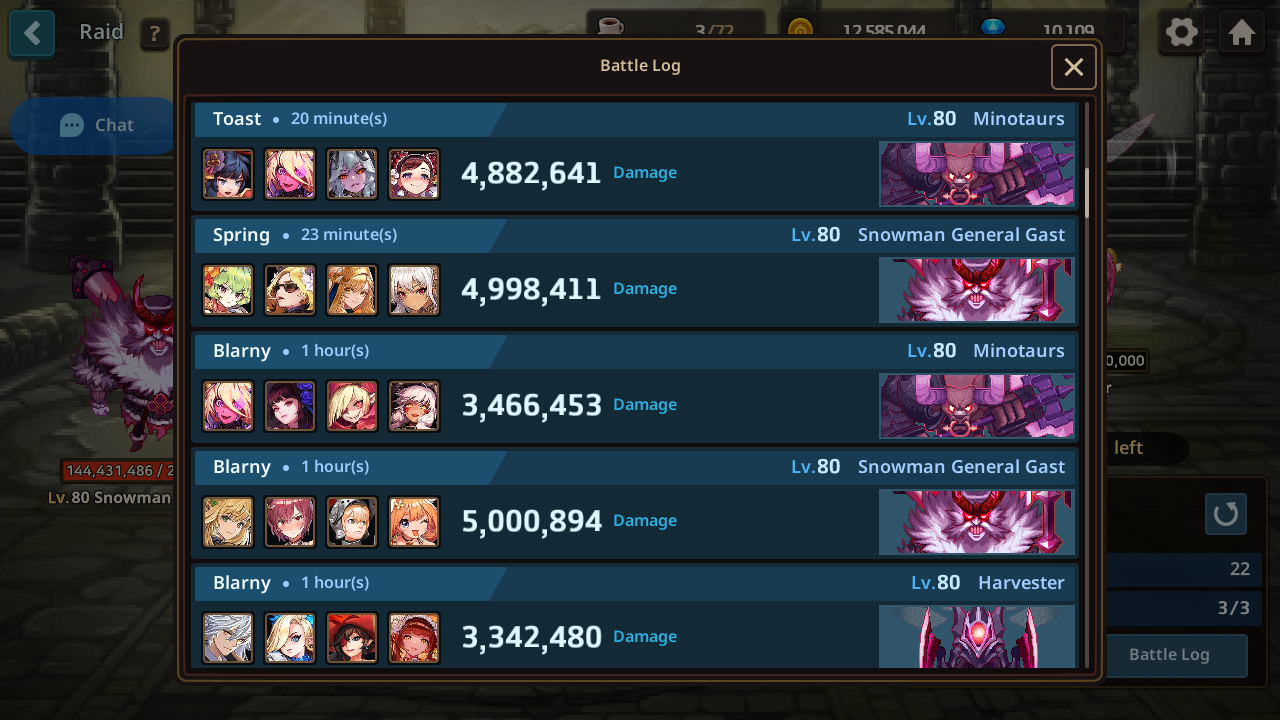 Raid
?
3/72
12,585,044
10,109
Battle Log
Chat
Toast • 20 minute(s)
Lv.80 Minotaurs
4,882,641 Damage
Spring • 23 minute(s)
Lv.80 Snowman General Gast
4,998,411 Damage
Blarny • 1 hour(s)
Lv.80 Minotaurs
3,466,453 Damage
Blarny • 1 hour(s)
Lv.80 Snowman General Gast
5,000,894 Damage
Blarny • 1 hour(s)
Lv.80 Harvester
3,342,480 Damage
144,431,486 / 2
Lv.80 Snowman
0,000
r
left
22
3/3
Battle Log